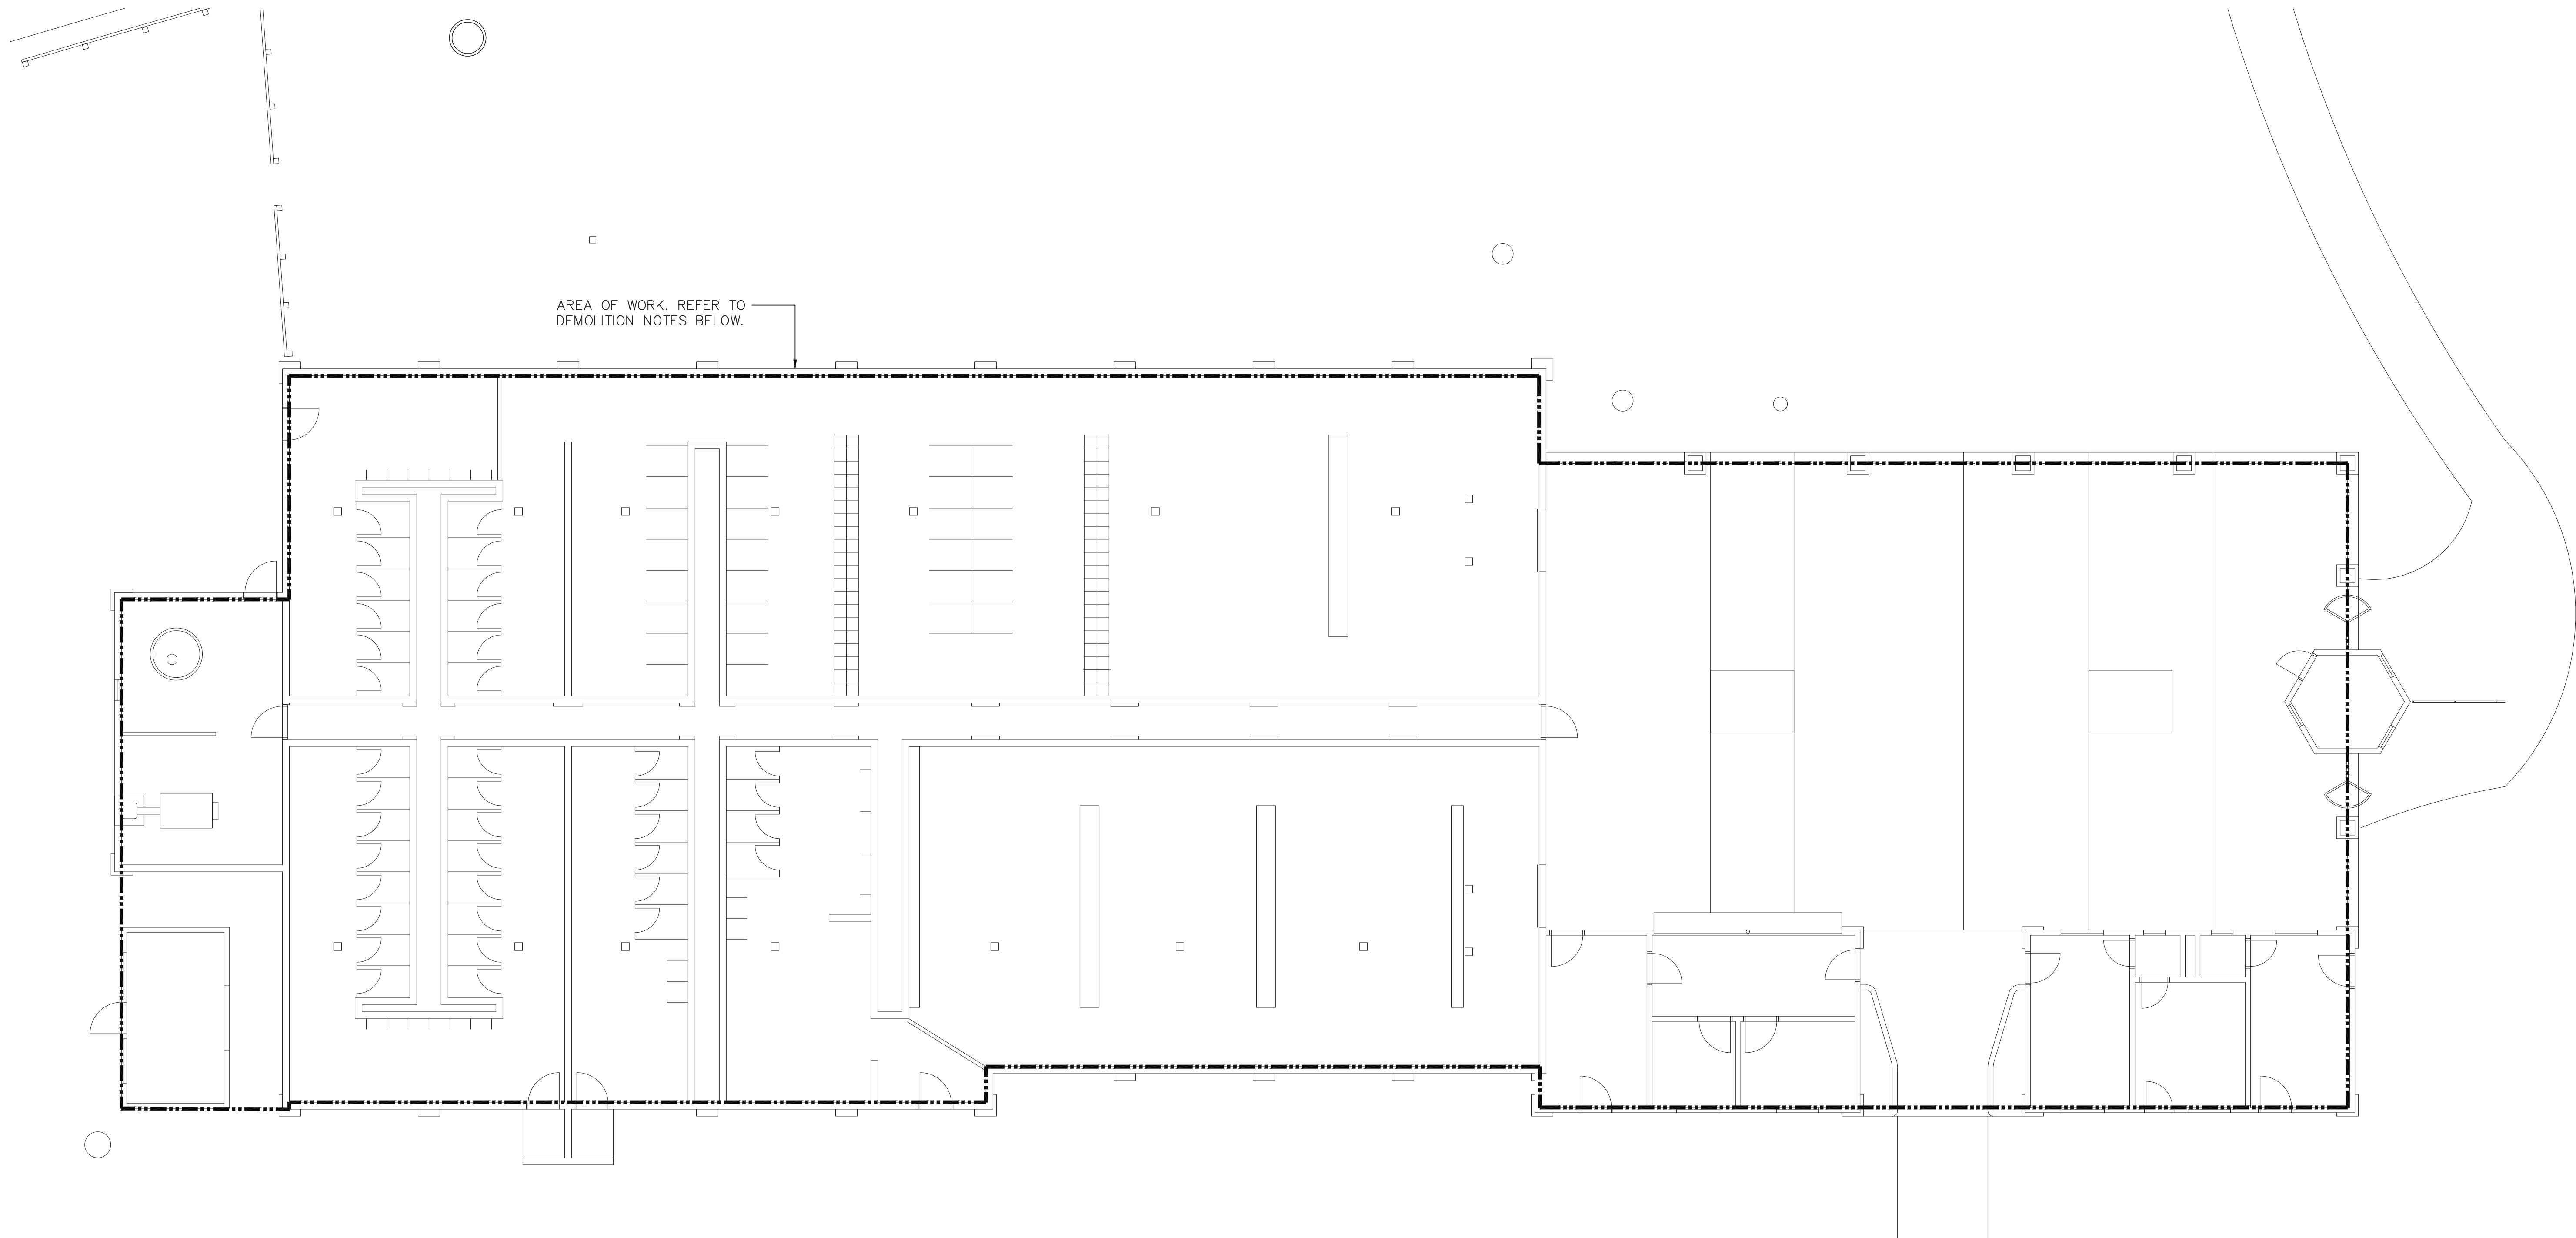 AREA OF WORK. REFER TO
DEMOLITION NOTES BELOW.